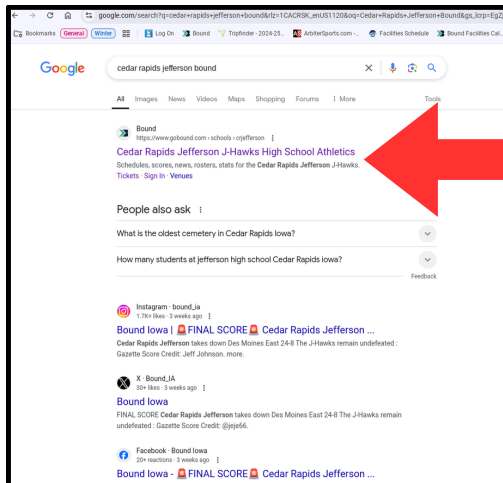 google.com/search?q=cedar+rapids+jefferson+bound&rlz=1CACRSK_enUS1120&oq=Cedar+Rapids+Jefferson+Bound&gs_lcrp=EgZ
Bookmarks General Winter Log On Bound Tripfinder - 2024-25... ArbiterSports.com -... Facilities Schedule Bound Facilities Cal...
Google
cedar rapids jefferson bound
All Images News Videos Maps Shopping Forums More Tools
Bound
https://www.gobound.com › schools › crjefferson
Cedar Rapids Jefferson J-Hawks High School Athletics
Schedules, scores, news, rosters, stats for the Cedar Rapids Jefferson J-Hawks.
Tickets · Sign In · Venues
People also ask
What is the oldest cemetery in Cedar Rapids Iowa?
How many students at jefferson high school Cedar Rapids iowa?
Feedback
Instagram · bound_ia
1.7K+ likes · 3 weeks ago
Bound Iowa | 🚨FINAL SCORE🚨 Cedar Rapids Jefferson ...
Cedar Rapids Jefferson takes down Des Moines East 24-8 The J-Hawks remain undefeated :
Gazette Score Credit: Jeff Johnson. more.
X · Bound_IA
30+ likes · 3 weeks ago
Bound Iowa
FINAL SCORE Cedar Rapids Jefferson takes down Des Moines East 24-8 The J-Hawks remain
undefeated : Gazette Score Credit: @jeje66.
Facebook · Bound Iowa
20+ reactions · 3 weeks ago
Bound Iowa - 🚨FINAL SCORE🚨 Cedar Rapids Jefferson ...